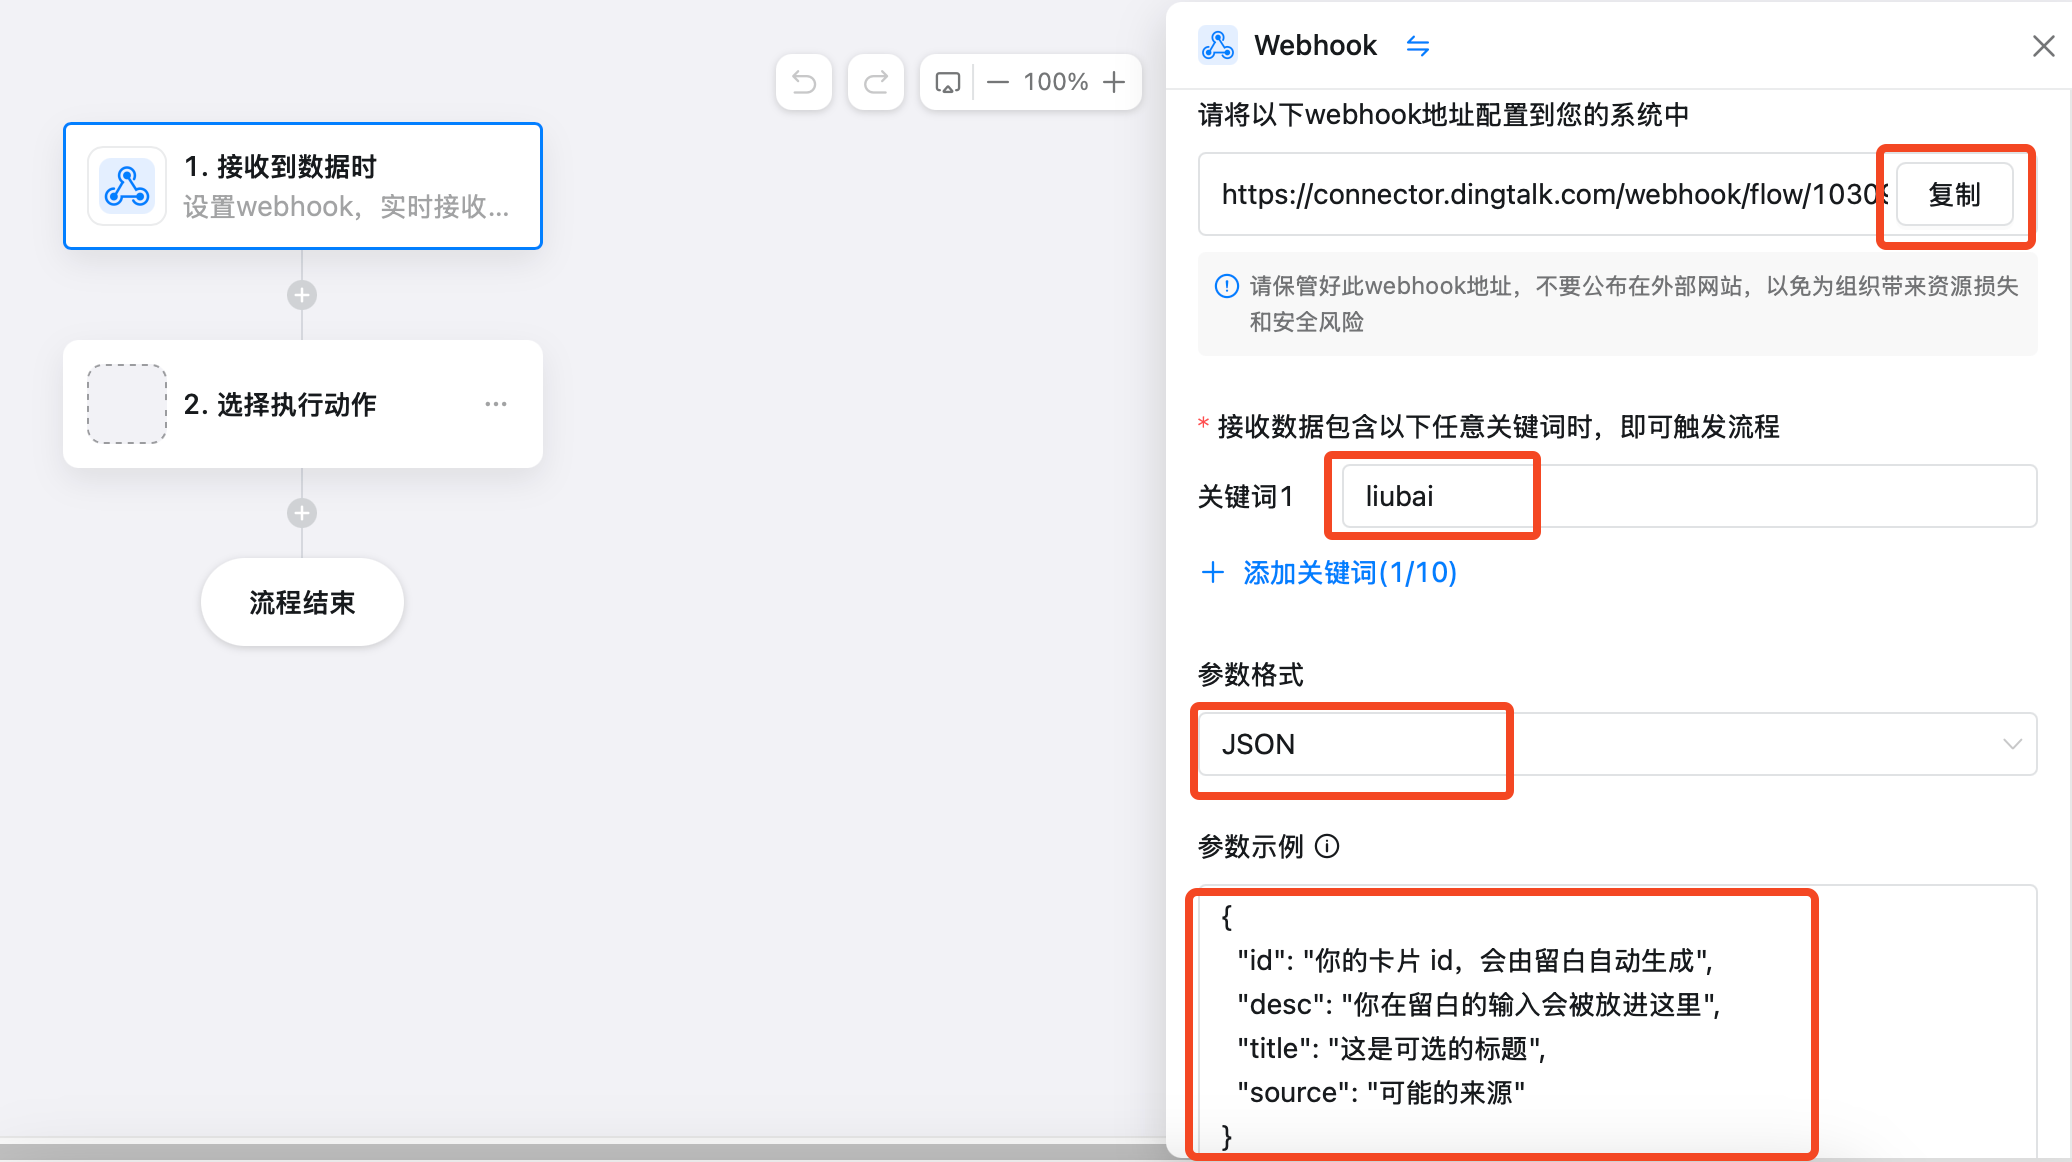 1. 接收到数据时
设置webhook，实时接收...
2. 选择执行动作
流程结束
100%
Webhook
请将以下webhook地址配置到您的系统中
https://connector.dingtalk.com/webhook/flow/10309
复制
请保管好此webhook地址，不要公布在外部网站，以免为组织带来资源损失
和安全风险
* 接收数据包含以下任意关键词时，即可触发流程
关键词1
liubai
添加关键词(1/10)
参数格式
JSON
参数示例
{
"id": "你的卡片 id，会由留白自动生成",
"desc": "你在留白的输入会被放进这里",
"title": "这是可选的标题",
"source": "可能的来源"
}